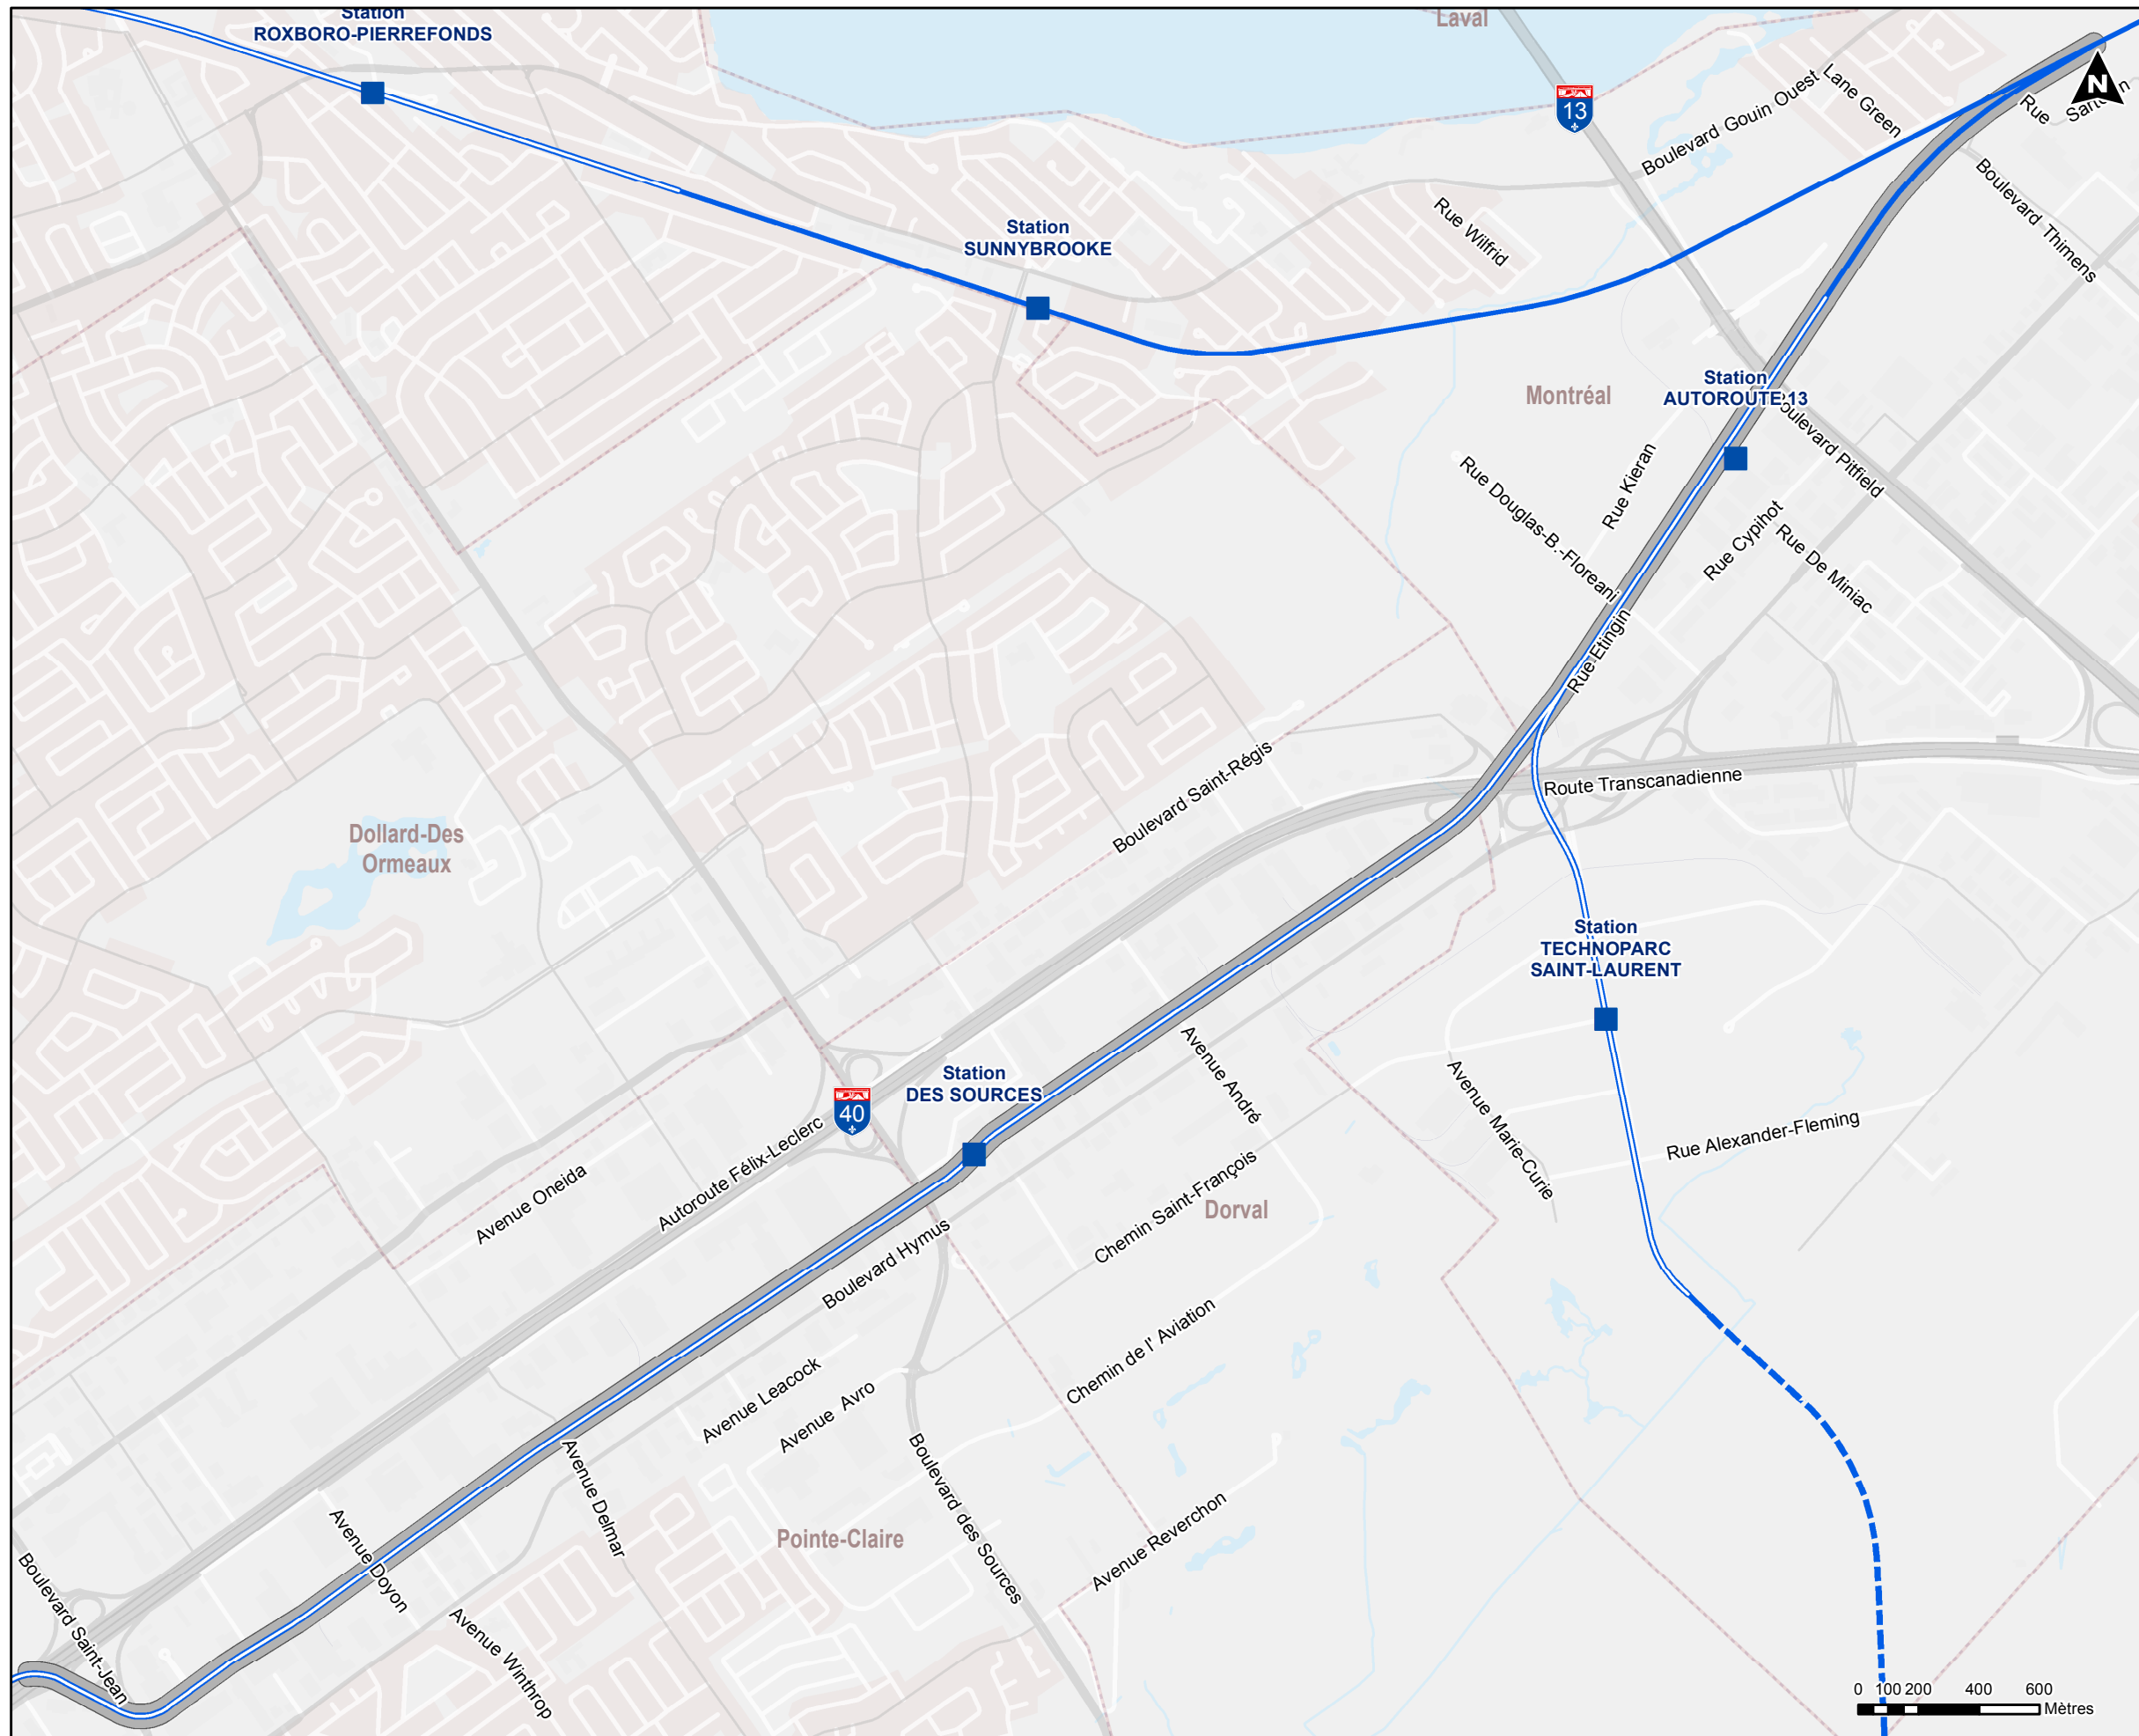 Station
ROXBORO-PIERREFONDS
Laval
13
N
Boulevard Gouin Ouest
Lane Green
Rue
Boulevard Thimens
Rue Wilfrid
Station
SUNNYBROOKE
Montréal
Station
AUTOROUTE 13
Boulevard Pitfield
Rue Kieran
Rue Douglas-B.-Floreani
Rue Cypihot
Rue De Miniac
Rue Etingin
Boulevard Saint-Régis
Route Transcanadienne
Dollard-Des
Ormeaux
Station
TECHNOPARC
SAINT-LAURENT
Station
DES SOURCES
40
Avenue André
Avenue Marie-Curie
Rue Alexander-Fleming
Autoroute Félix-Leclerc
Avenue Oneida
Chemin Saint-François
Dorval
Boulevard Hymus
Chemin de l' Aviation
Avenue Leacock
Avenue Avro
Boulevard des Sources
Avenue Delmar
Pointe-Claire
Avenue Reverchon
Avenue Doyon
Boulevard Saint-Jean
Avenue Winthrop
0 100 200 400 600
Mètres